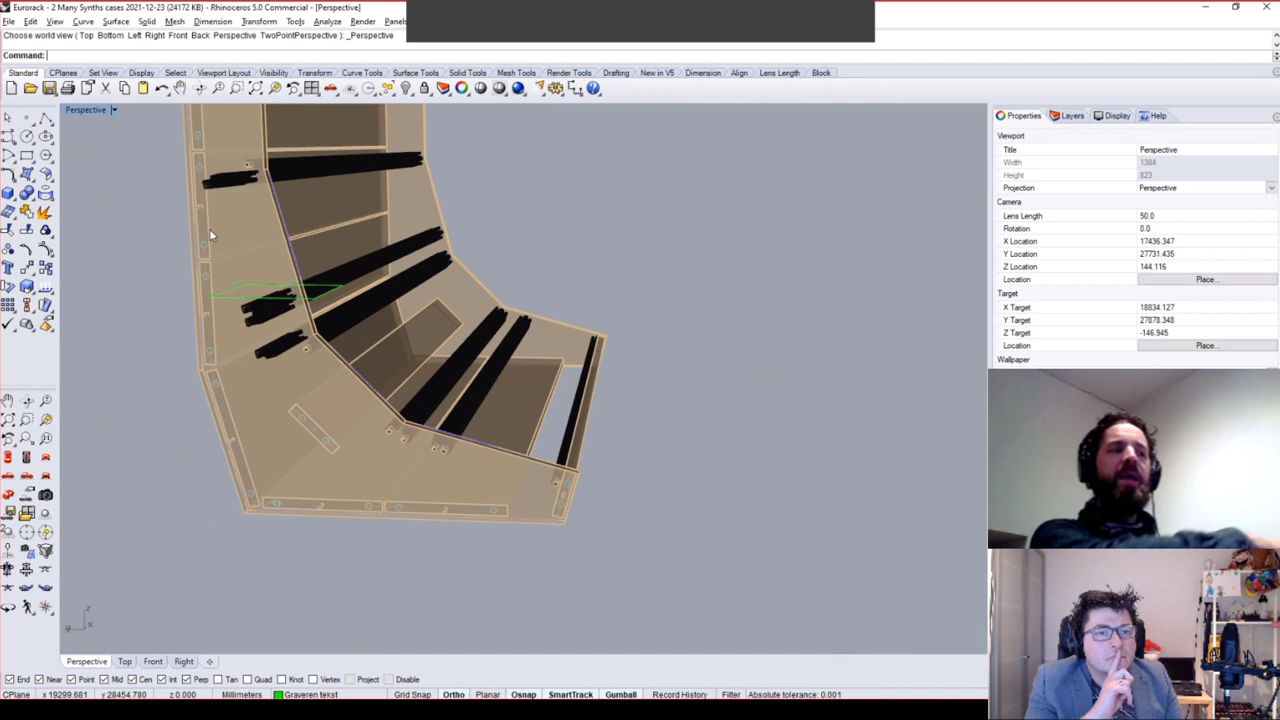 Eurorack - 2 Many Synths cases 2021-12-23 (24172 KB) - Rhinoceros 5.0 Commercial - [Perspective]
File Edit View Curve Surface Solid Mesh Dimension Transform Tools Analyze Render Panels
Choose world view ( Top Bottom Left Right Front Back Perspective TwoPointPerspective ): _Perspective
Command:
Standard CPlanes Set View Display Select Viewport Layout Visibility Transform Curve Tools Surface Tools Solid Tools Mesh Tools Render Tools Drafting New in V5 Dimension Align Lens Length Block
Perspective
Properties Layers Display Help
Viewport
Title Perspective
Width 1384
Height 823
Projection Perspective
Camera
Lens Length 50.0
Rotation 0.0
X Location 17436.347
Y Location 27731.435
Z Location 144.116
Location Place...
Target
X Target 18834.127
Y Target 27878.348
Z Target -146.945
Location Place...
Wallpaper
z
y x
Perspective Top Front Right
End Near Point Mid Cen Int Perp Tan Quad Knot Vertex Project Disable
CPlane x 19299.681 y 28454.780 z 0.000 Millimeters Graveren tekst Grid Snap Ortho Planar Osnap SmartTrack Gumball Record History Filter Absolute tolerance: 0.001